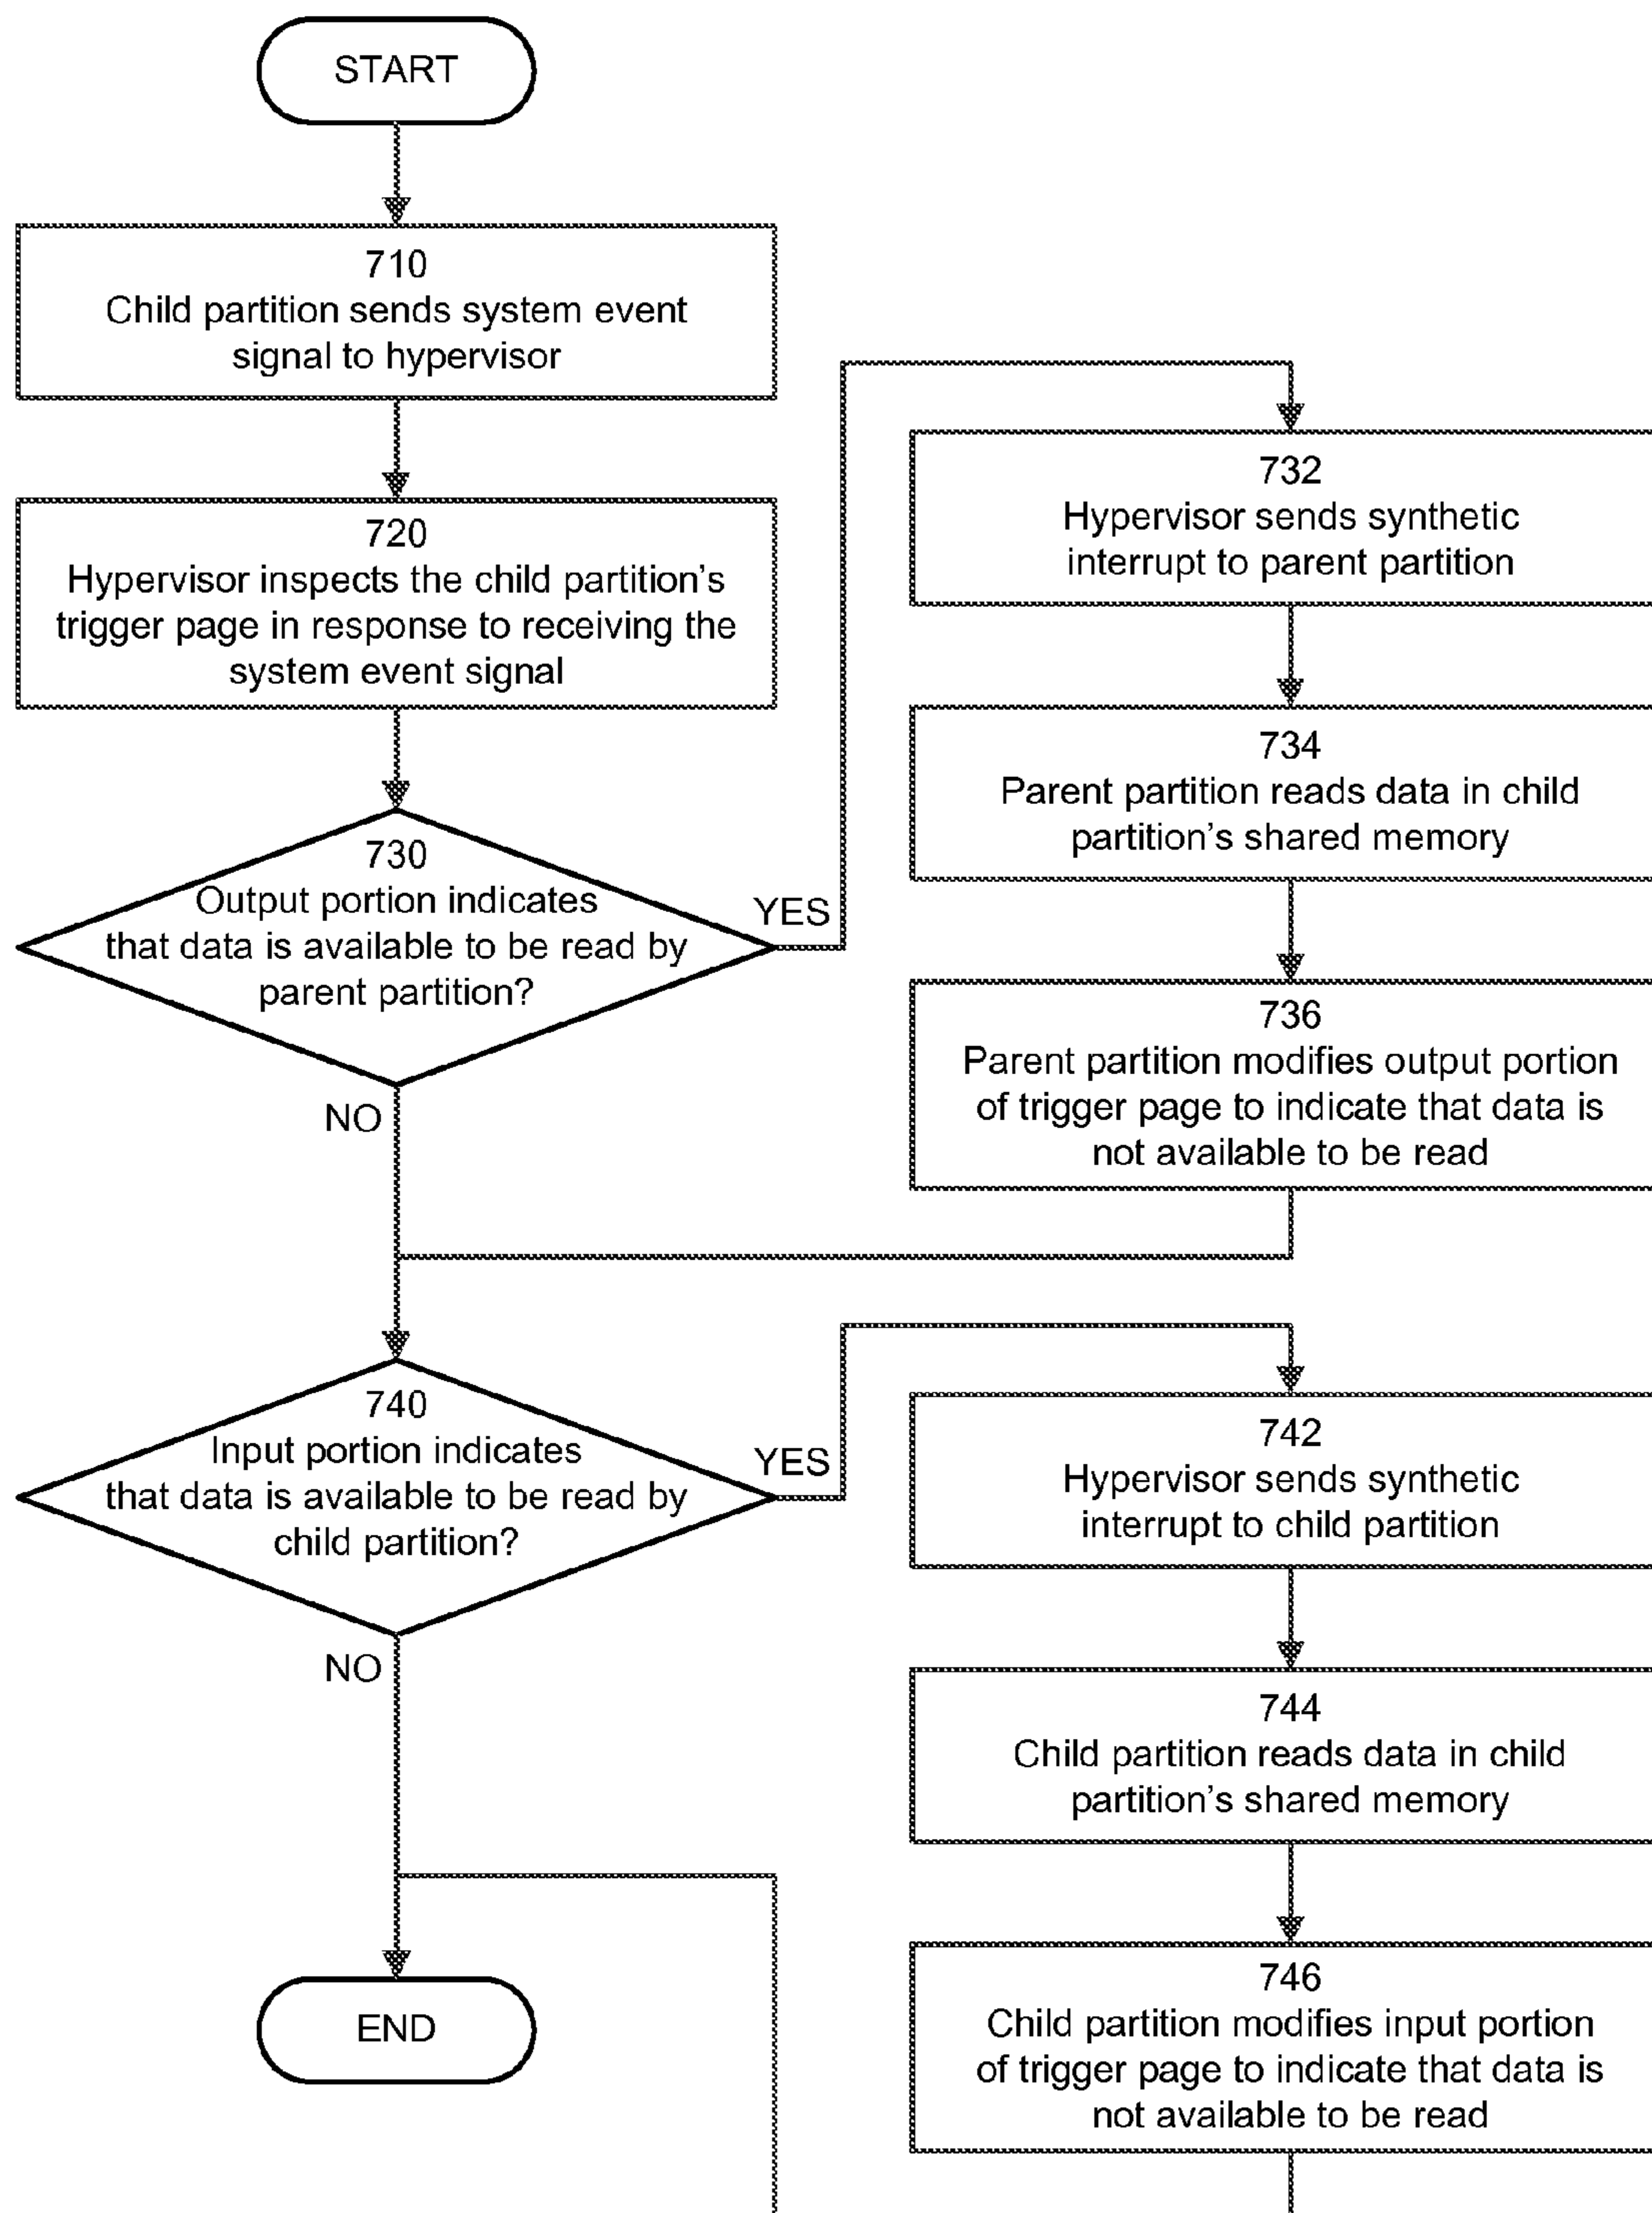 START
710
Child partition sends system event
signal to hypervisor
720
Hypervisor inspects the child partition's
trigger page in response to receiving the
system event signal
730
Output portion indicates
that data is available to be read by
parent partition?
YES
NO
732
Hypervisor sends synthetic
interrupt to parent partition
734
Parent partition reads data in child
partition's shared memory
736
Parent partition modifies output portion
of trigger page to indicate that data is
not available to be read
740
Input portion indicates
that data is available to be read by
child partition?
YES
NO
742
Hypervisor sends synthetic
interrupt to child partition
744
Child partition reads data in child
partition's shared memory
746
Child partition modifies input portion
of trigger page to indicate that data is
not available to be read
END